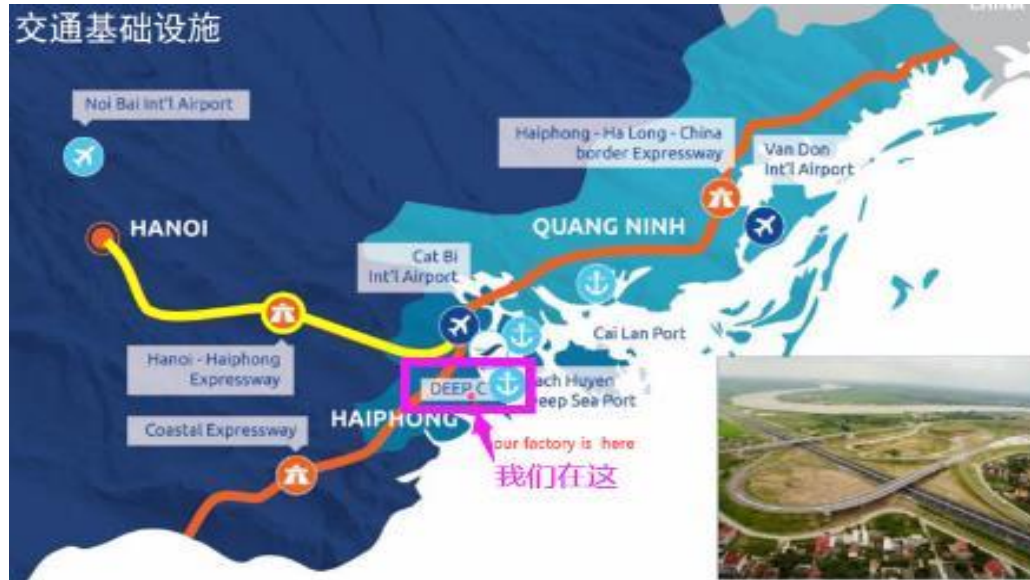 交通基础设施
CHINA
Noi Bai Int'l Airport
Haiphong - Ha Long - China
border Expressway
Van Don
Int'l Airport
HANOI
QUANG NINH
Cat Bi
Int'l Airport
Cai Lan Port
Hanoi - Haiphong
Expressway
DEEP C
ach Huyen
eep Sea Port
HAIPHONG
Coastal Expressway
our factory is here
我们在这